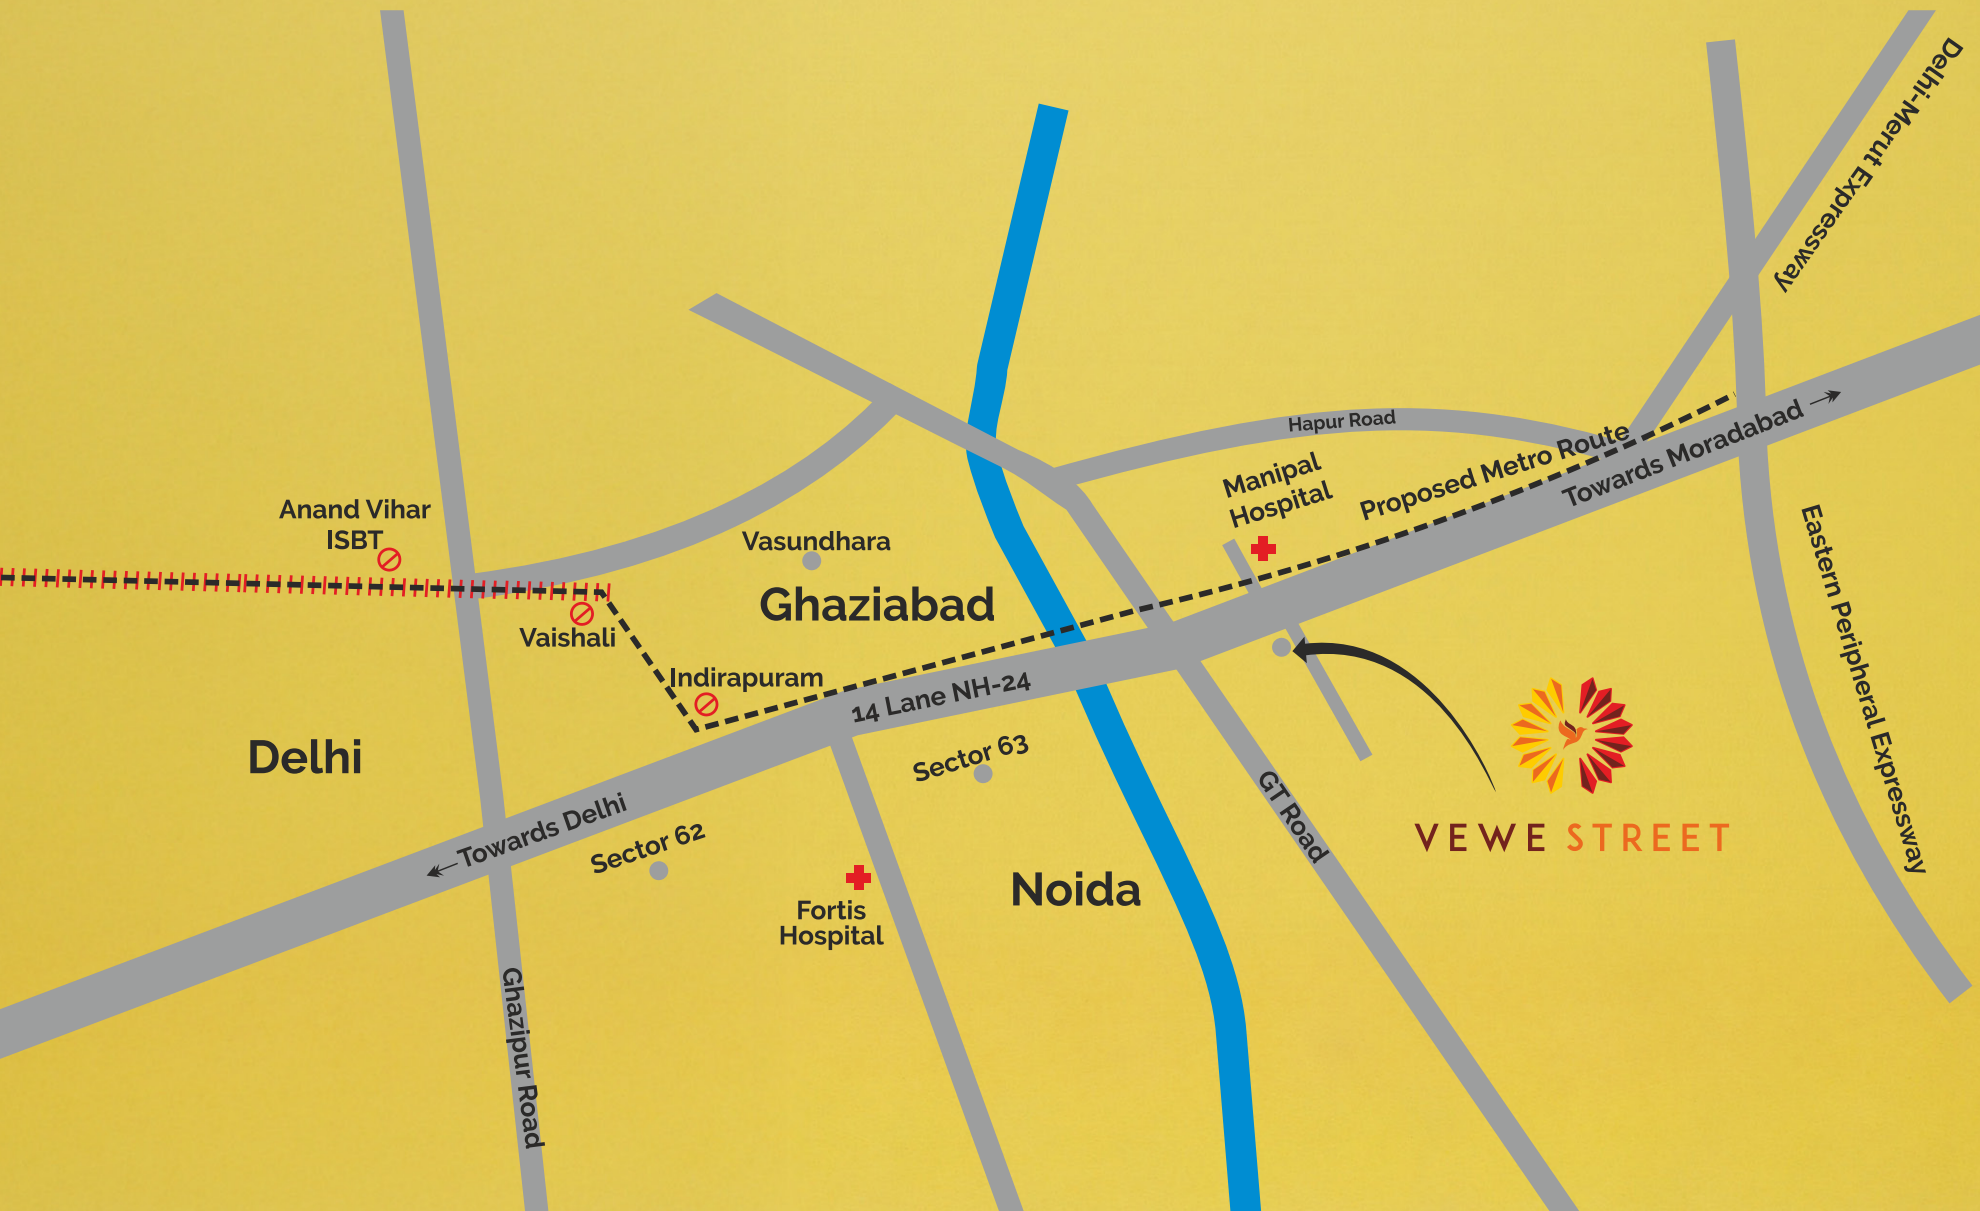 Delhi-Merut Expressway
Hapur Road
Manipal
Hospital
Proposed Metro Route
Towards Moradabad
Anand Vihar
ISBT
Vasundhara
Ghaziabad
Vaishali
Indirapuram
14 Lane NH-24
Eastern Peripheral Expressway
Delhi
Sector 63
Towards Delhi
Sector 62
GT Road
VEWE STREET
Noida
Fortis
Hospital
Ghazipur Road